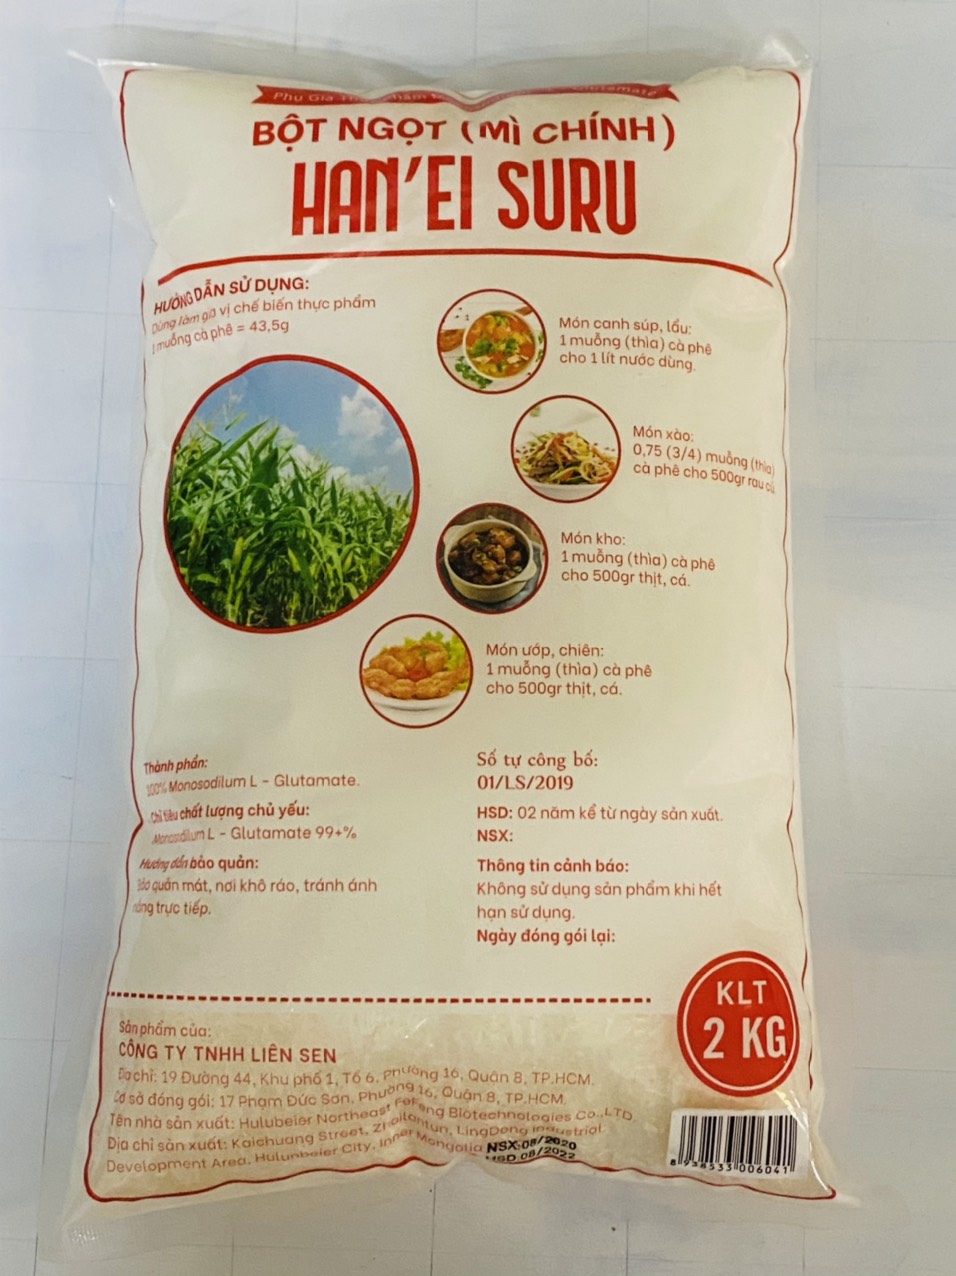 Phụ Gia
BỘT NGỌT (MÌ CHÍNH)
HAN'EI SURU
HƯỚNG DẪN SỬ DỤNG:
Dùng làm gia vị chế biến thực phẩm
1 muỗng cà phê = 43,5g
Món canh súp, lẩu:
1 muỗng (thìa) cà phê
cho 1 lít nước dùng.
Món xào:
0,75 (3/4) muỗng (thìa)
cà phê cho 500gr rau củ
Món kho:
1 muỗng (thìa) cà phê
cho 500gr thịt, cá.
Món ướp, chiên:
1 muỗng (thìa) cà phê
cho 500gr thịt, cá.
Thành phần:
100% Monosodilum L - Glutamate.
Chỉ tiêu chất lượng chủ yếu:
Monosodilum L - Glutamate 99+%
Hướng dẫn bảo quản:
Bảo quản mát, nơi khô ráo, tránh ánh
nắng trực tiếp.
Số tự công bố:
01/LS/2019
HSD: 02 năm kể từ ngày sản xuất.
NSX:
Thông tin cảnh báo:
Không sử dụng sản phẩm khi hết
hạn sử dụng.
Ngày đóng gói lại:
KLT
2 KG
Sản phẩm của:
CÔNG TY TNHH LIÊN SEN
Địa chỉ: 19 Đường 44, Khu phố 1, Tổ 6, Phường 16, Quận 8, TP.HCM.
Cơ sở đóng gói: 17 Phạm Đức Sơn, Phường 16, Quận 8, TP.HCM.
Tên nhà sản xuất: Hulubeier Northeast Fufeng Biotechnologies Co.,LTD
Địa chỉ sản xuất: Kaichuang Street, Zhailantun, LingDong Industrial
Development Area, Hulunbeier City, Inner Mongolia
NSX:08/2020
HSD:08/2022
8 938533 006041